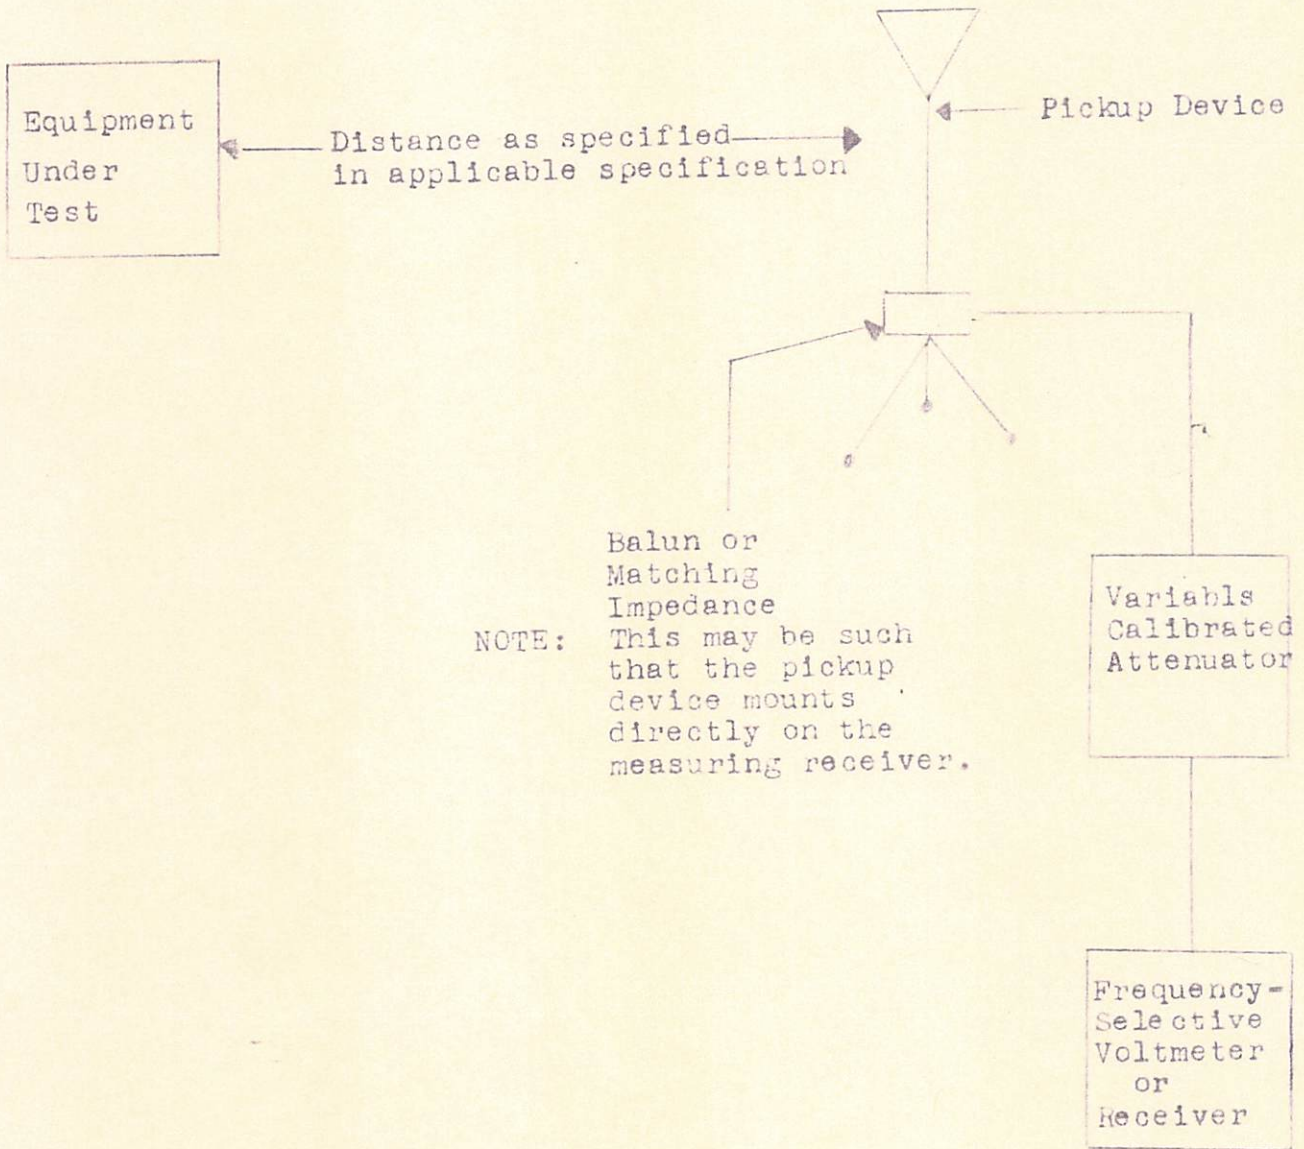 Equipment
Under
Test
Distance as specified
in applicable specification
Pickup Device
Balun or
Matching
Impedance
NOTE: This may be such
that the pickup
device mounts
directly on the
measuring receiver.
Variabls
Calibrated
Attenuator
Frequency-
Selective
Voltmeter
or
Receiver